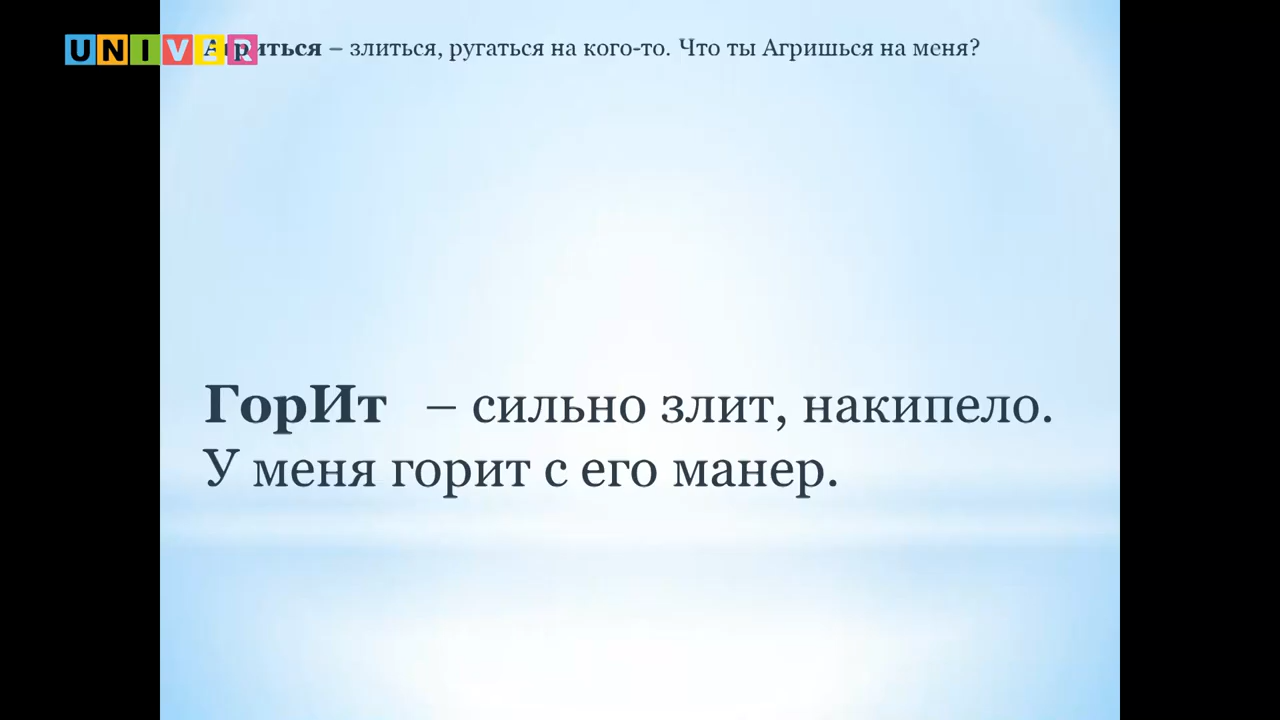 UNIVER
Агриться – злиться, ругаться на кого-то. Что ты Агришься на меня?
ГорИт – сильно злит, накипело.
У меня горит с его манер.